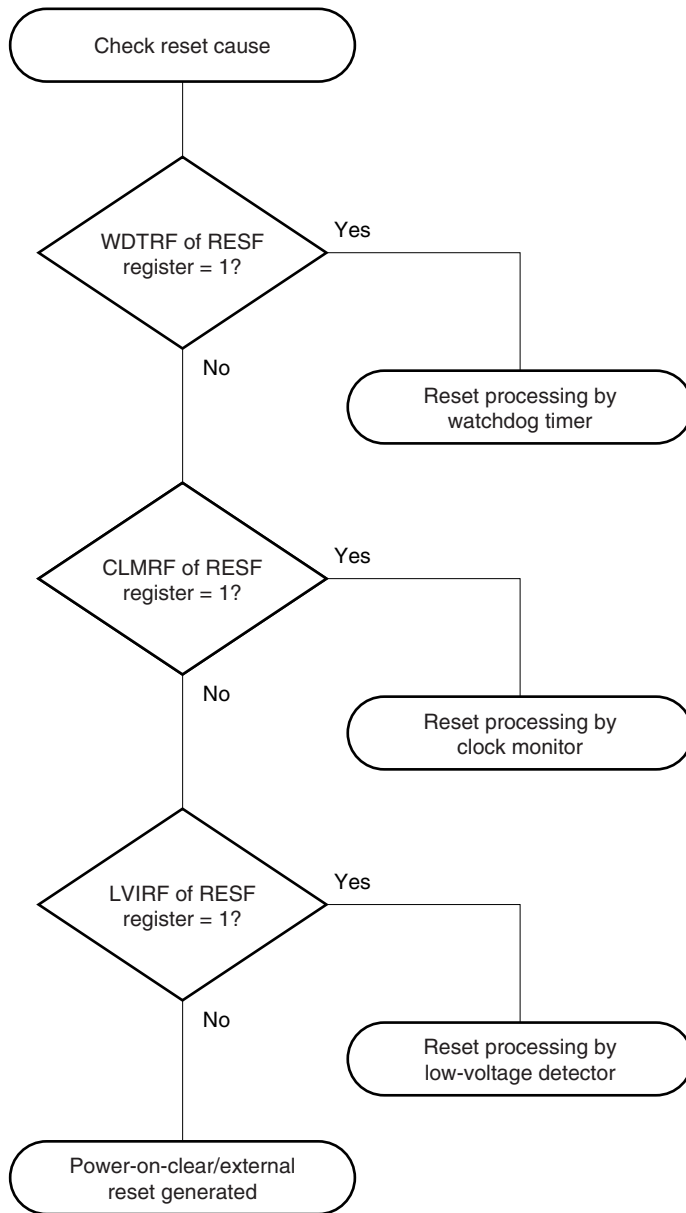 Check reset cause
WDTRF of RESF
register = 1?
Yes
No
Reset processing by
watchdog timer
CLMRF of RESF
register = 1?
Yes
No
Reset processing by
clock monitor
LVIRF of RESF
register = 1?
Yes
No
Reset processing by
low-voltage detector
Power-on-clear/external
reset generated